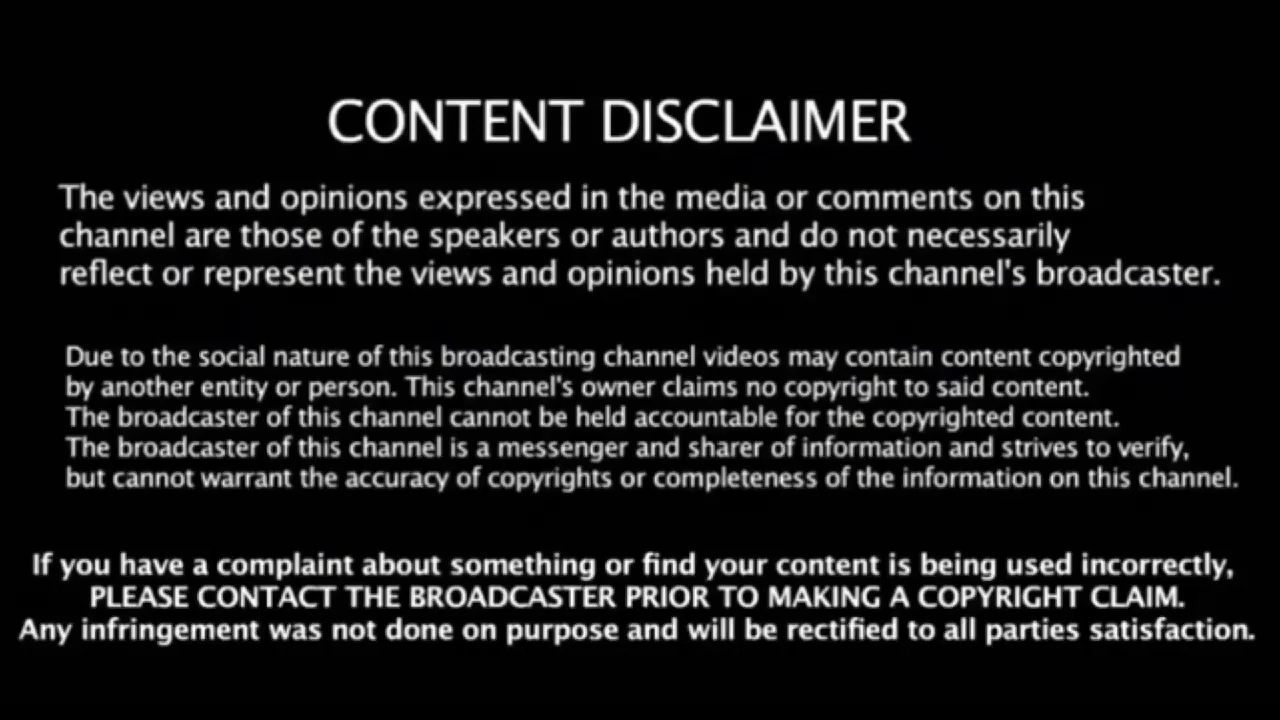 CONTENT DISCLAIMER
The views and opinions expressed in the media or comments on this
channel are those of the speakers or authors and do not necessarily
reflect or represent the views and opinions held by this channel's broadcaster.
Due to the social nature of this broadcasting channel videos may contain content copyrighted
by another entity or person. This channel's owner claims no copyright to said content.
The broadcaster of this channel cannot be held accountable for the copyrighted content.
The broadcaster of this channel is a messenger and sharer of information and strives to verify,
but cannot warrant the accuracy of copyrights or completeness of the information on this channel.
If you have a complaint about something or find your content is being used incorrectly,
PLEASE CONTACT THE BROADCASTER PRIOR TO MAKING A COPYRIGHT CLAIM.
Any infringement was not done on purpose and will be rectified to all parties satisfaction.